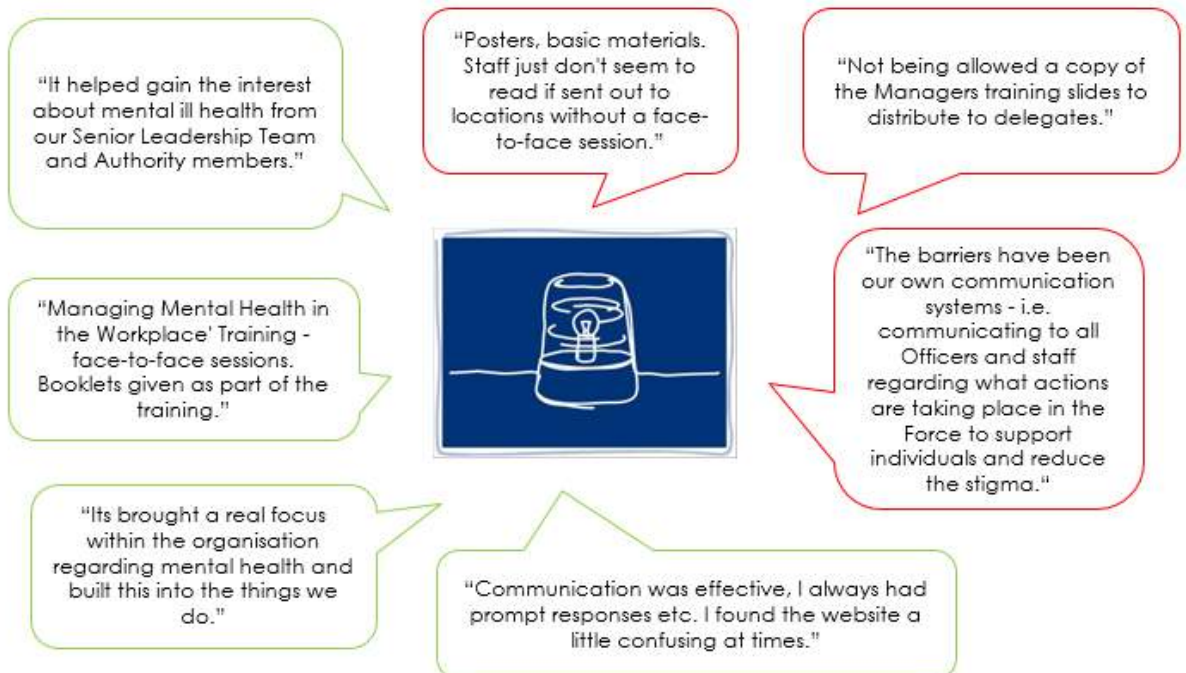 “It helped gain the interest
about mental ill health from
our Senior Leadership Team
and Authority members.”
“Posters, basic materials.
Staff just don't seem to
read if sent out to
locations without a face-
to-face session.”
“Not being allowed a copy of
the Managers training slides to
distribute to delegates.”
“Managing Mental Health in
the Workplace' Training -
face-to-face sessions.
Booklets given as part of the
training.”
“The barriers have been
our own communication
systems - i.e.
communicating to all
Officers and staff
regarding what actions
are taking place in the
Force to support
individuals and reduce
the stigma.“
“Its brought a real focus
within the organisation
regarding mental health and
built this into the things we
do.”
“Communication was effective, I always had
prompt responses etc. I found the website a
little confusing at times.”